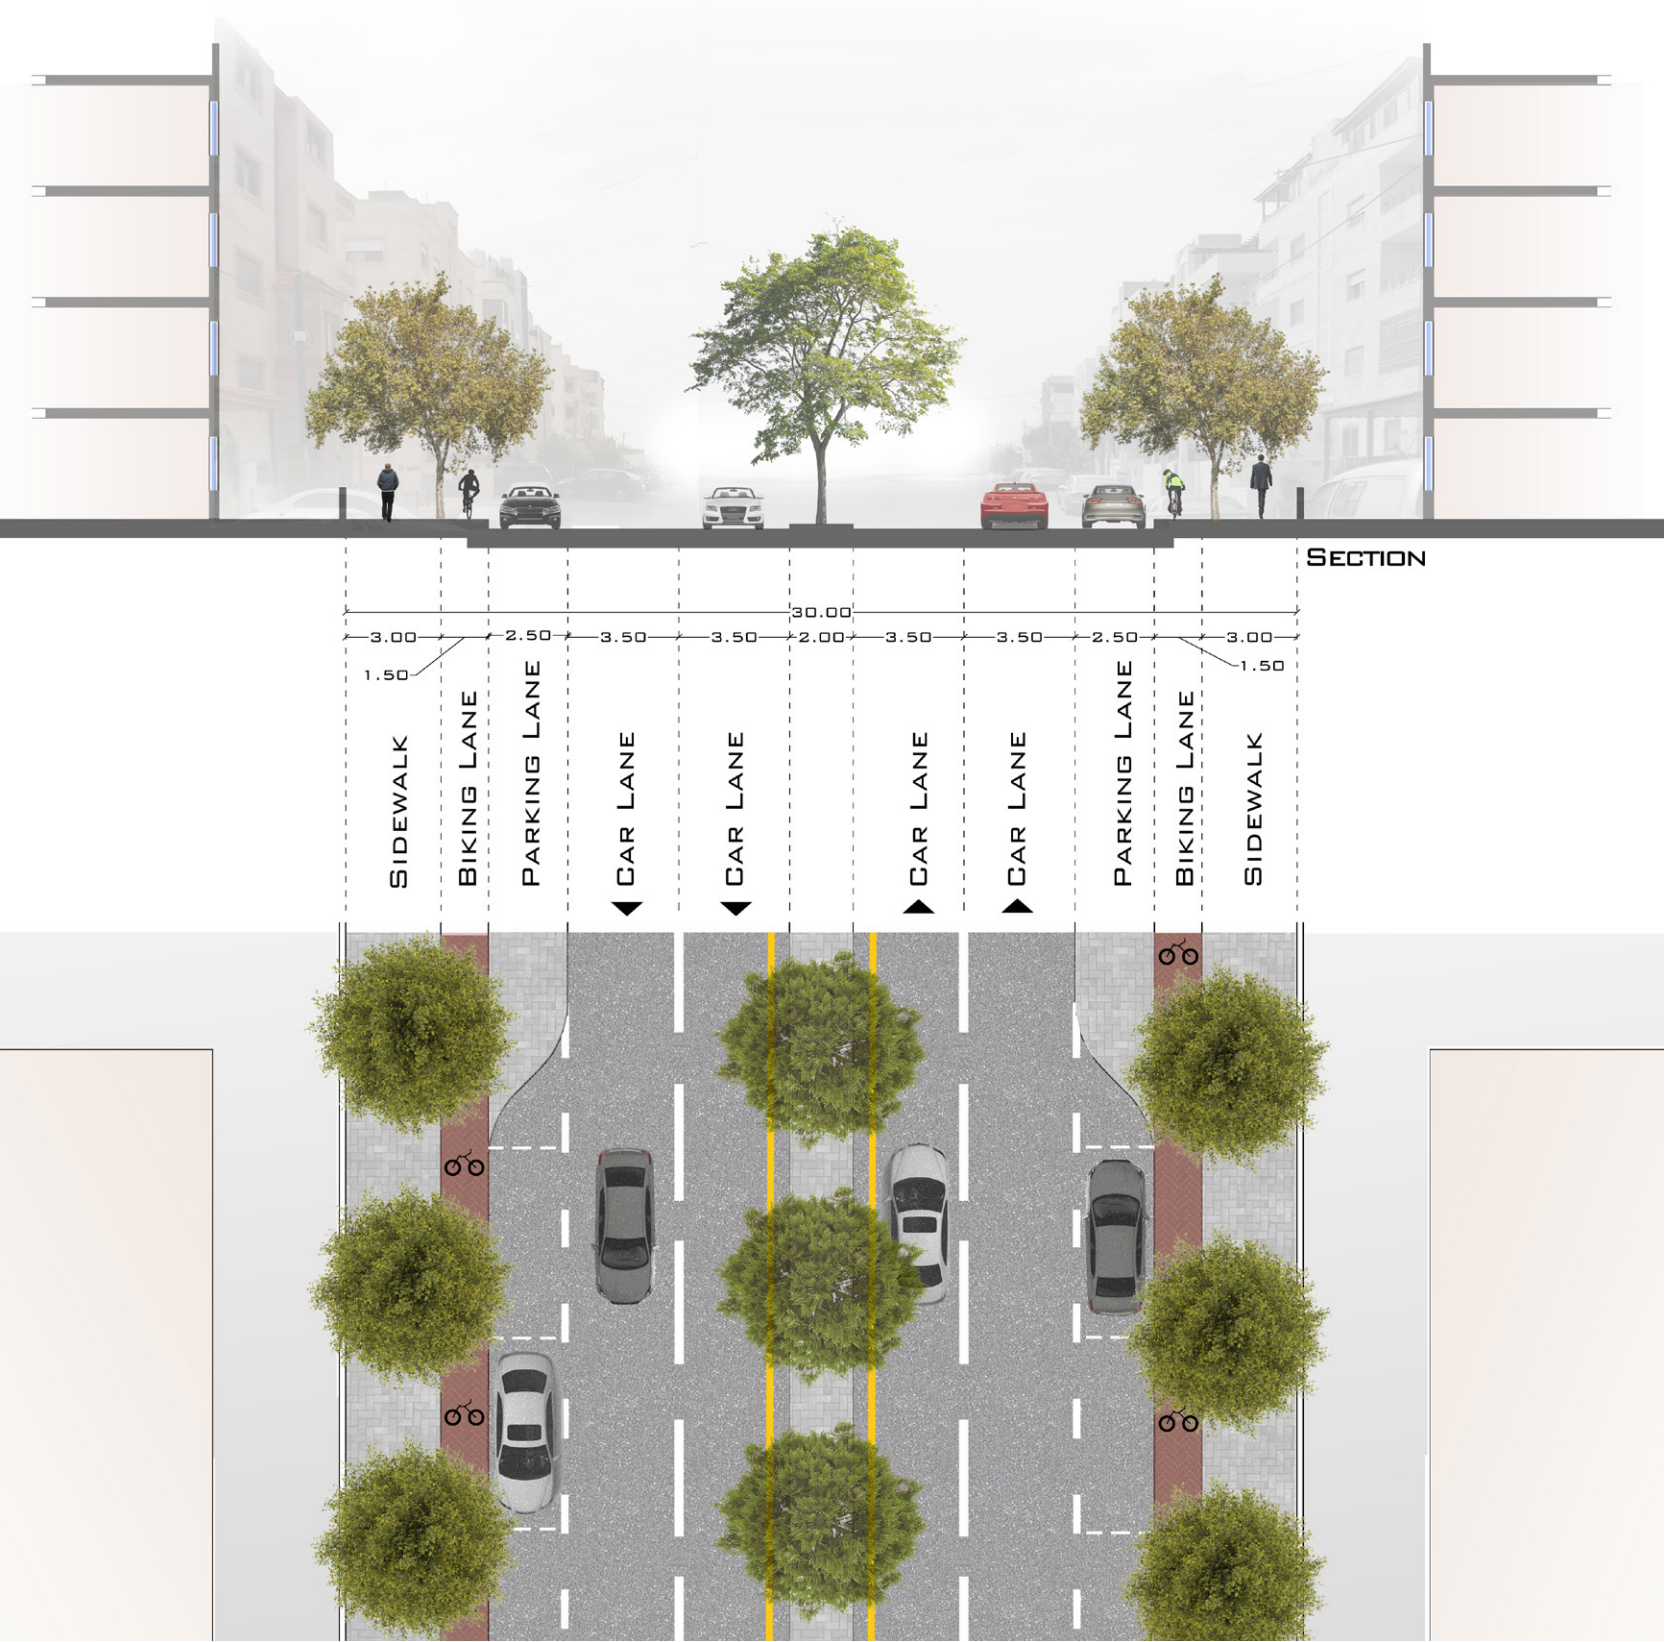 SECTION
30.00
3.00
2.50
3.50
3.50
2.00
3.50
3.50
2.50
3.00
1.50
1.50
SIDEWALK
BIKING LANE
PARKING LANE
CAR LANE
CAR LANE
CAR LANE
CAR LANE
PARKING LANE
BIKING LANE
SIDEWALK